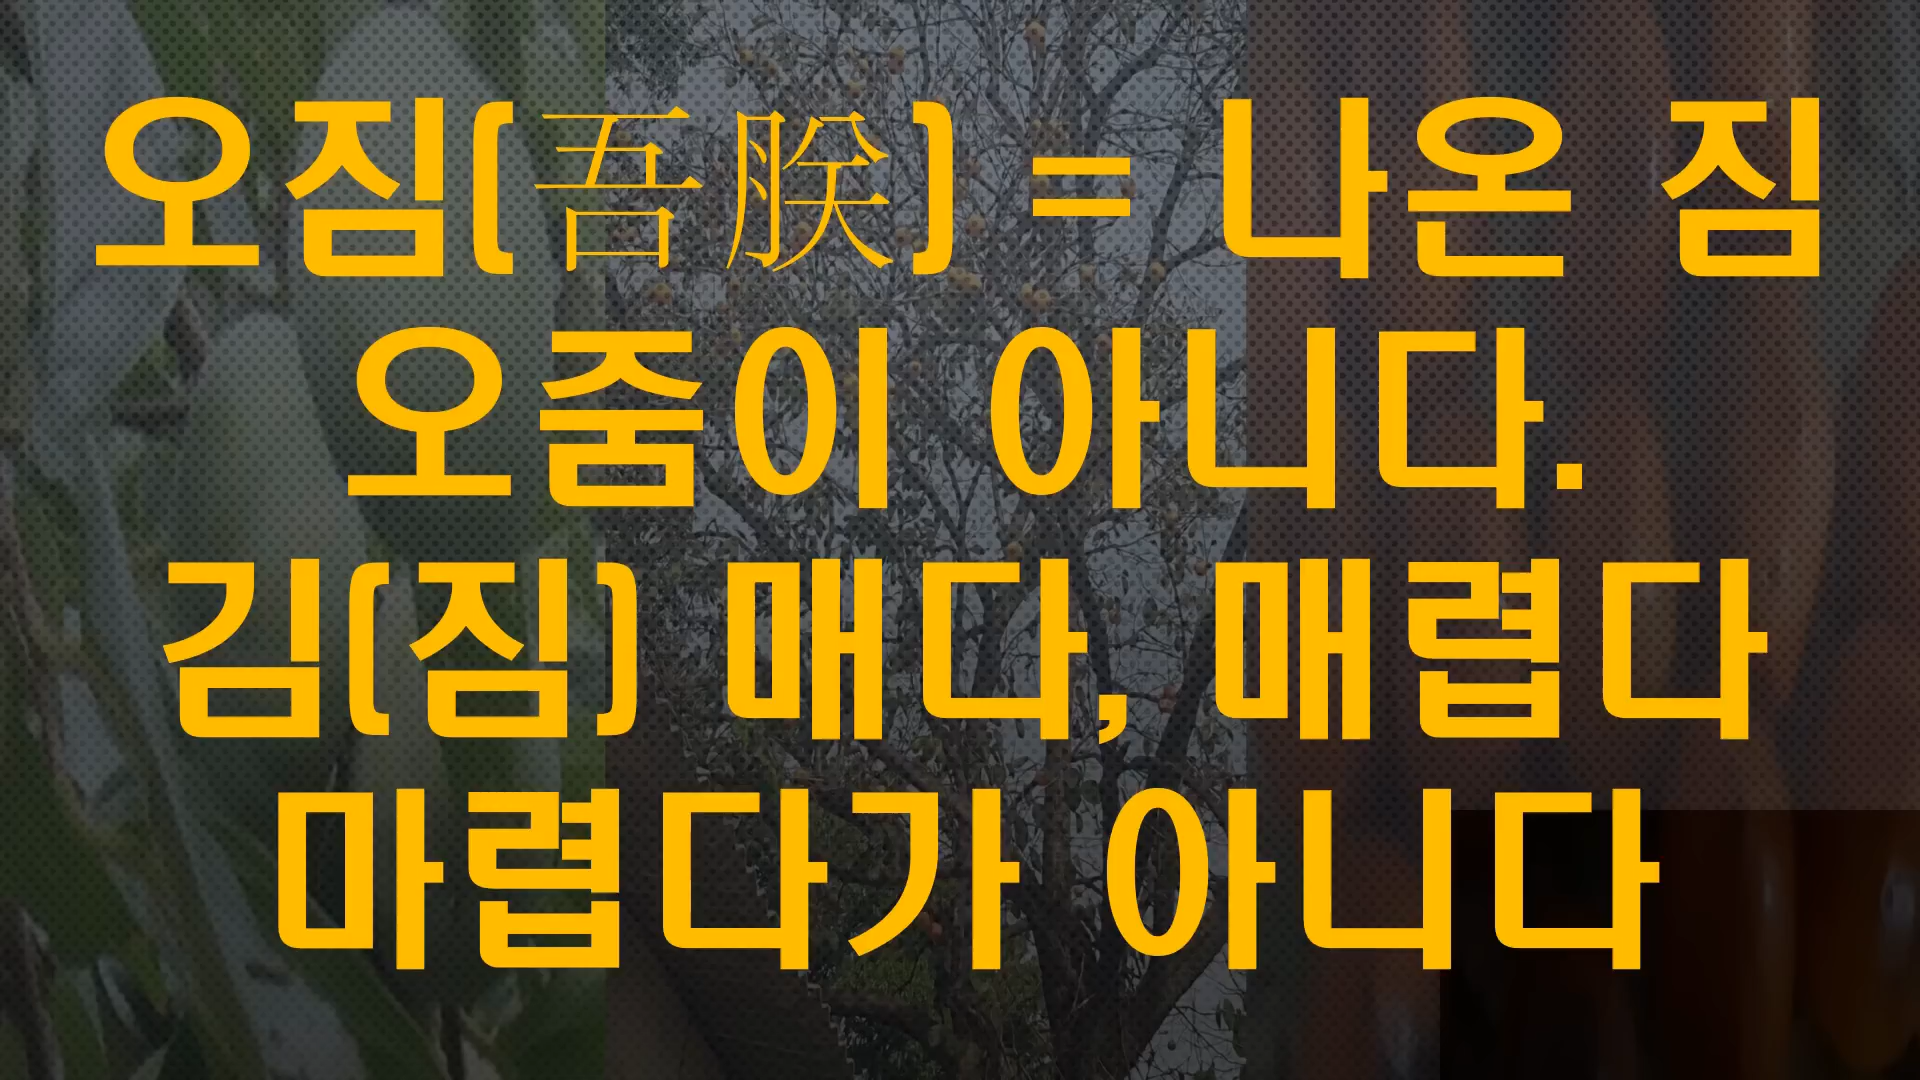 오짐(吾朕) = 나온 짐
오줌이 아니다.
김(짐) 매다, 매렵다
마렵다가 아니다